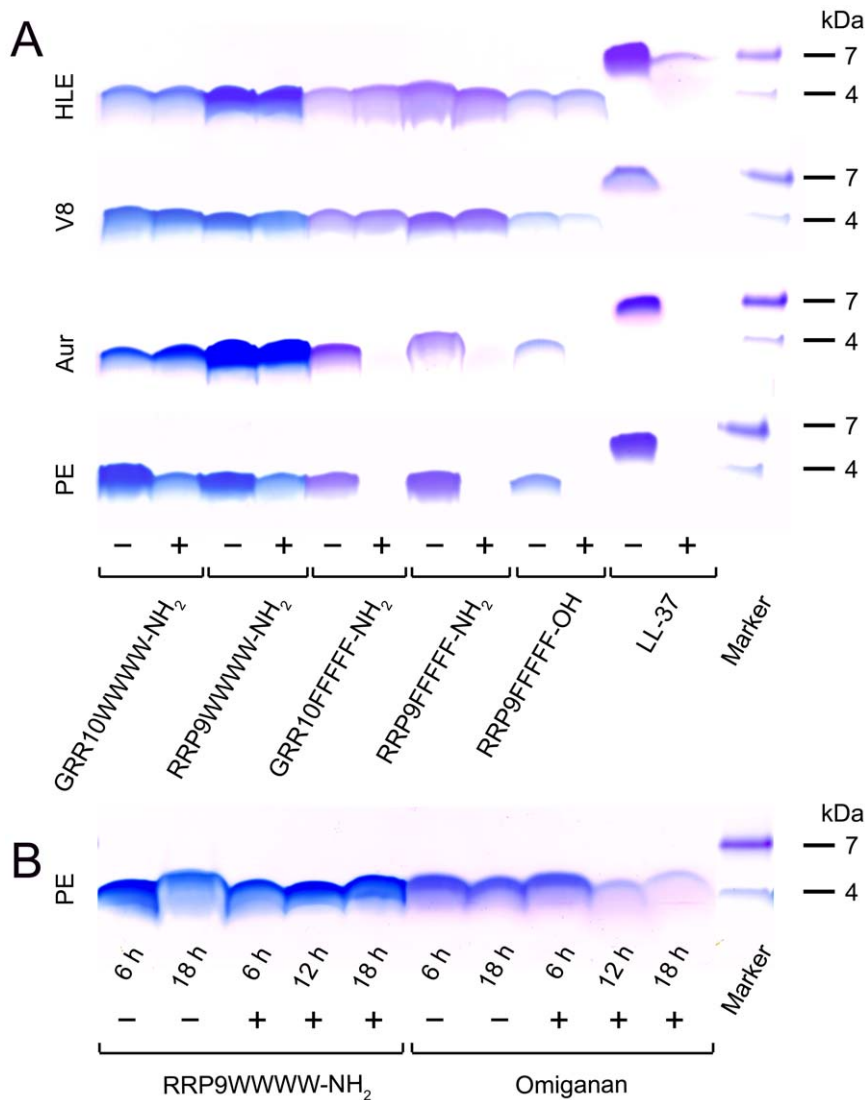 A
kDa
HLE
7
4
V8
7
4
Aur
7
4
PE
7
4
− + − + − + − + − + − +
GRR10WWWWW-NH₂
RRP9WWWW-NH₂
GRR10FFFFF-NH₂
RRP9FFFFF-NH₂
RRP9FFFFF-OH
LL-37
Marker
B
kDa
PE
7
4
6 h 18 h 6 h 12 h 18 h 6 h 18 h 6 h 12 h 18 h
Marker
− − + + + − − + + +
RRP9WWWW-NH₂ Omiganan